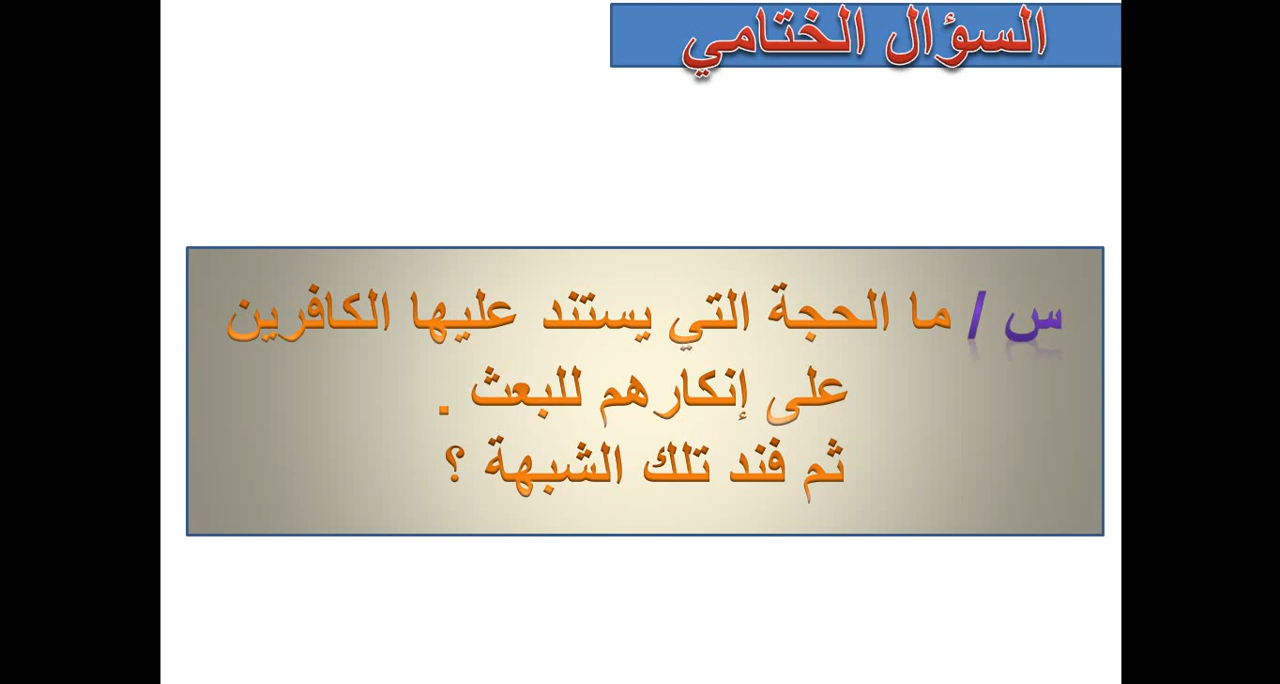 السؤال الختامي
س / ما الحجة التي يستند عليها الكافرين
على إنكارهم للبعث .
ثم فند تلك الشبهة ؟